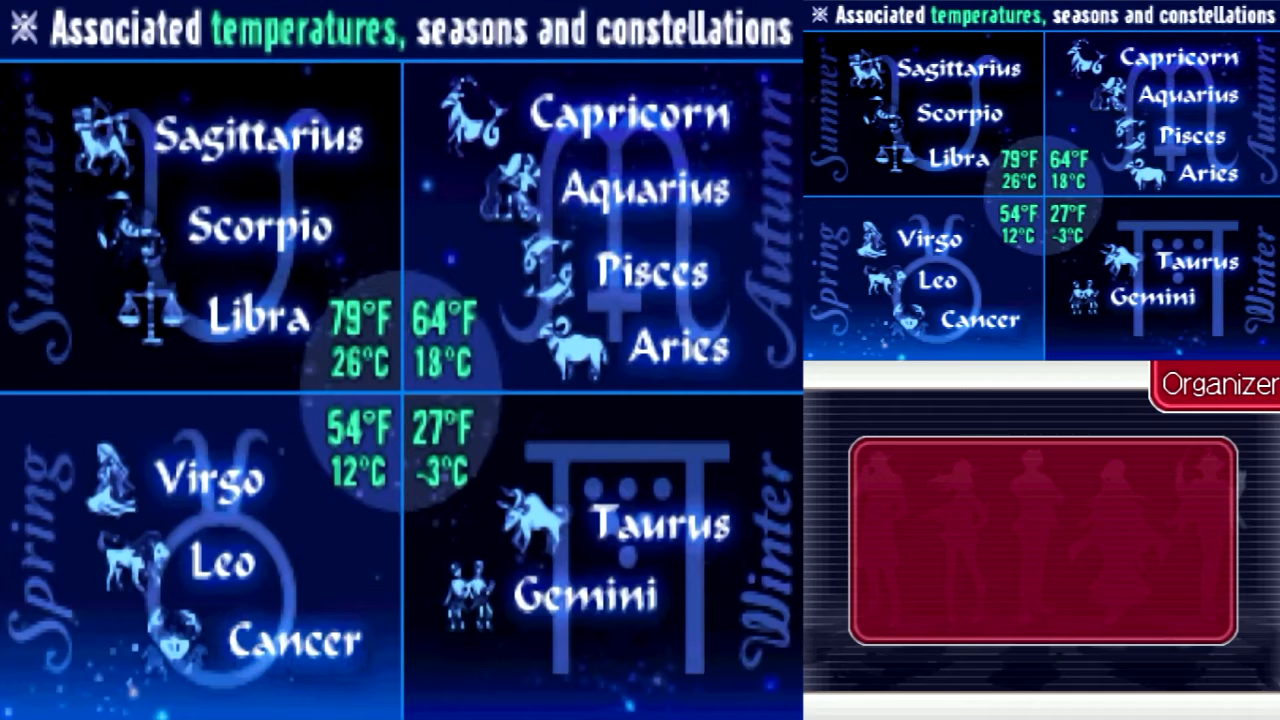 ※ Associated temperatures, seasons and constellations
Summer
Sagittarius
Scorpio
Libra
79°F
26°C
Capricorn
Aquarius
Pisces
Aries
64°F
18°C
Autumn
Spring
Virgo
Leo
Cancer
54°F
12°C
27°F
-3°C
Taurus
Gemini
Winter
※ Associated temperatures, seasons and constellations
Summer
Sagittarius
Scorpio
Libra
79°F
26°C
Capricorn
Aquarius
Pisces
Aries
64°F
18°C
Autumn
Spring
Virgo
Leo
Cancer
54°F
12°C
27°F
-3°C
Taurus
Gemini
Winter
Organizer